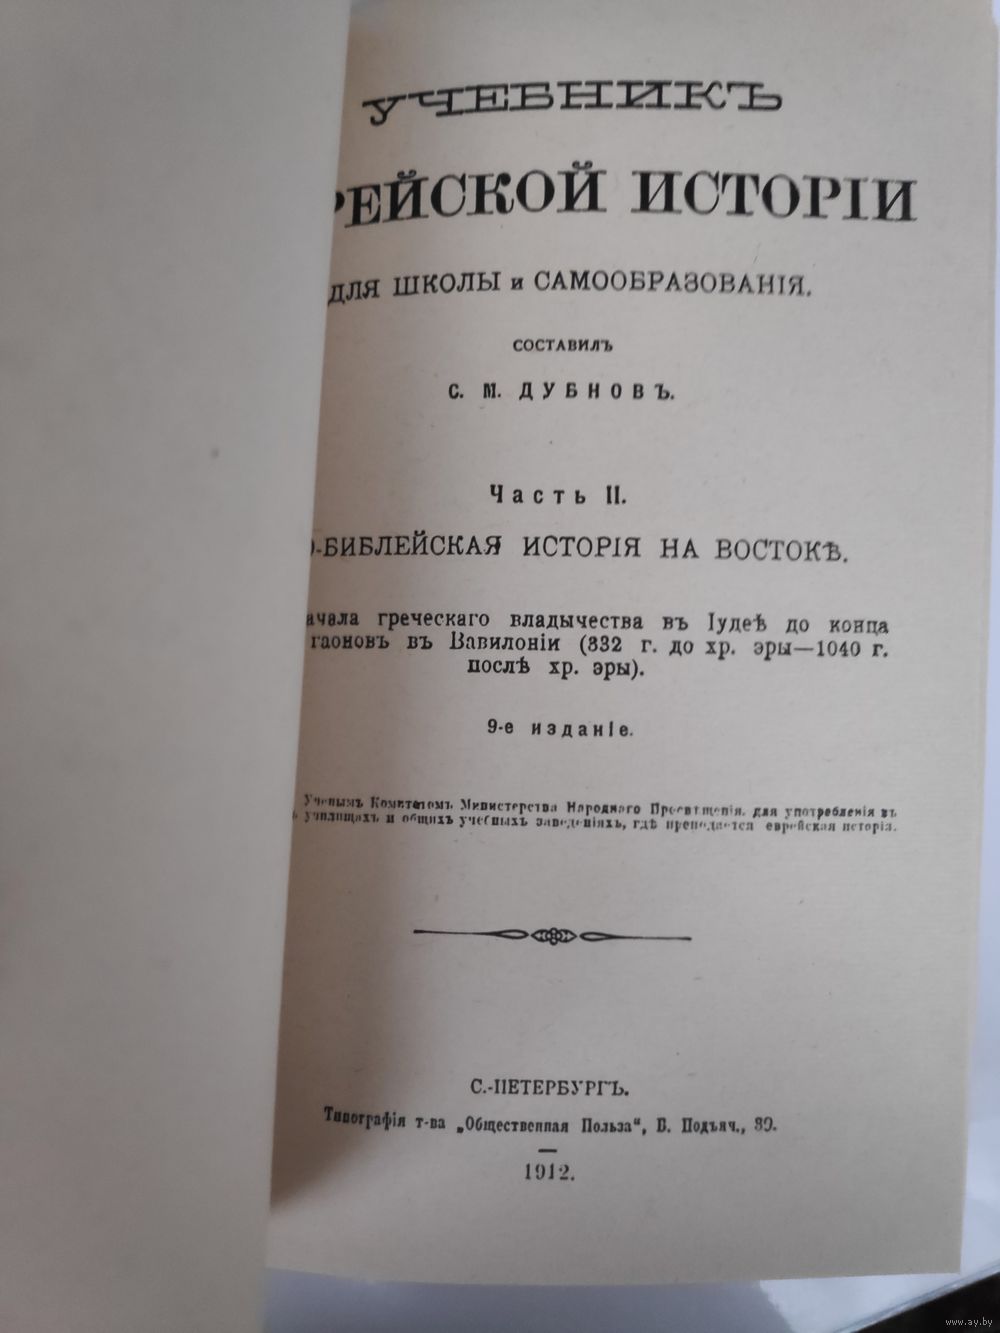 УЧЕБНИКЪ
РЕЙСКОЙ ИСТОРІИ
ДЛЯ ШКОЛЫ и САМООБРАЗОВАНІЯ.
СОСТАВИЛЪ
С. М. ДУБНОВЪ.
Часть II.
О-БИБЛЕЙСКАЯ ИСТОРІЯ НА ВОСТОКѢ.
ачала греческаго владычества въ Іудеѣ до конца
гаоновъ въ Вавилоніи (332 г. до хр. эры—1040 г.
послѣ хр. эры).
9-е изданіе.
Ученымъ Комитетомъ Министерства Народнаго Просвѣщенія, для употребленія въ
училищахъ и общихъ учебныхъ заведеніяхъ, гдѣ преподается еврейская исторія.
С.-ПЕТЕРБУРГЪ.
Типографія т-ва „Общественная Польза“, Б. Подъяч., 39.
1912.
www.ay.by